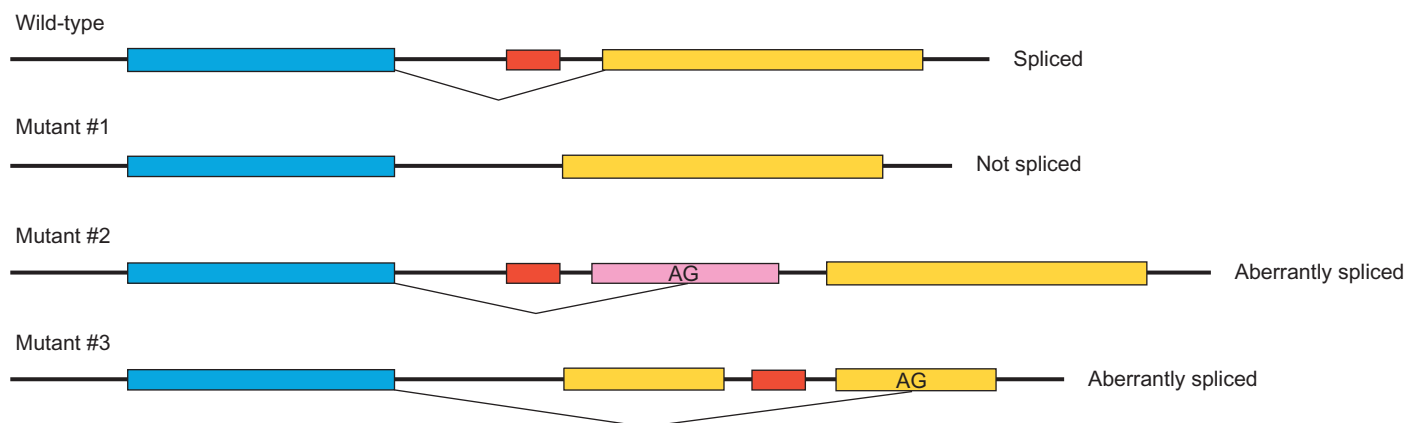 Wild-type
Spliced
Mutant #1
Not spliced
Mutant #2
AG
Aberrantly spliced
Mutant #3
AG
Aberrantly spliced